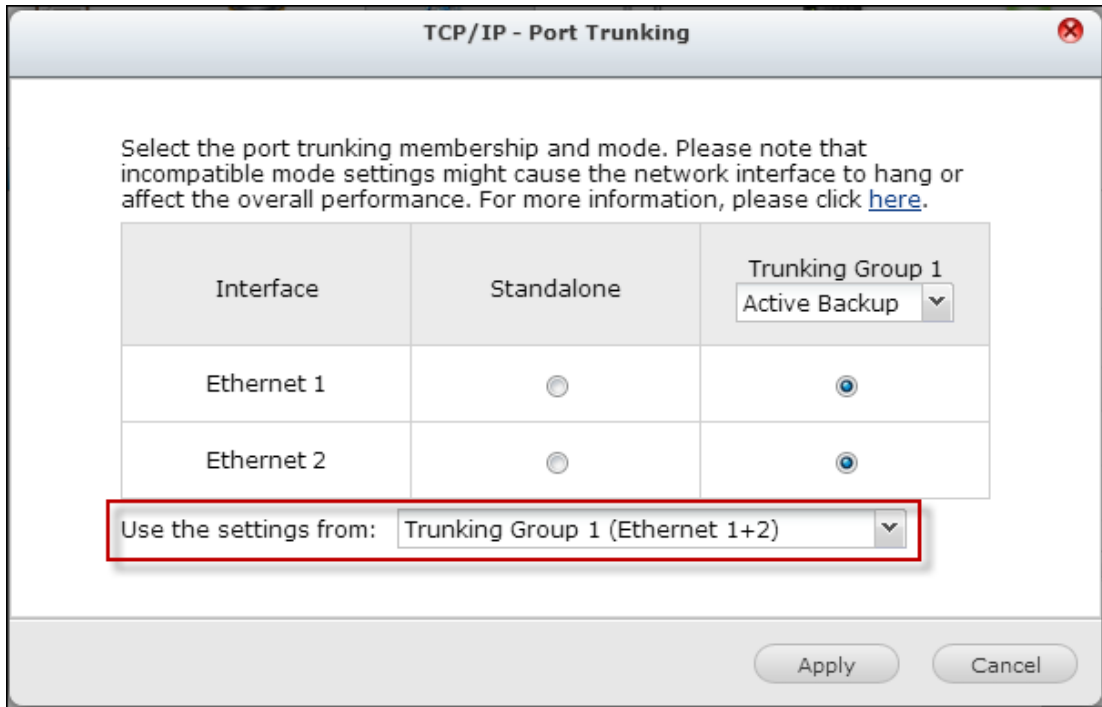 TCP/IP - Port Trunking
Select the port trunking membership and mode. Please note that
incompatible mode settings might cause the network interface to hang or
affect the overall performance. For more information, please click here.
Interface
Standalone
Trunking Group 1
Active Backup
Ethernet 1
Ethernet 2
Use the settings from: Trunking Group 1 (Ethernet 1+2)
Apply
Cancel